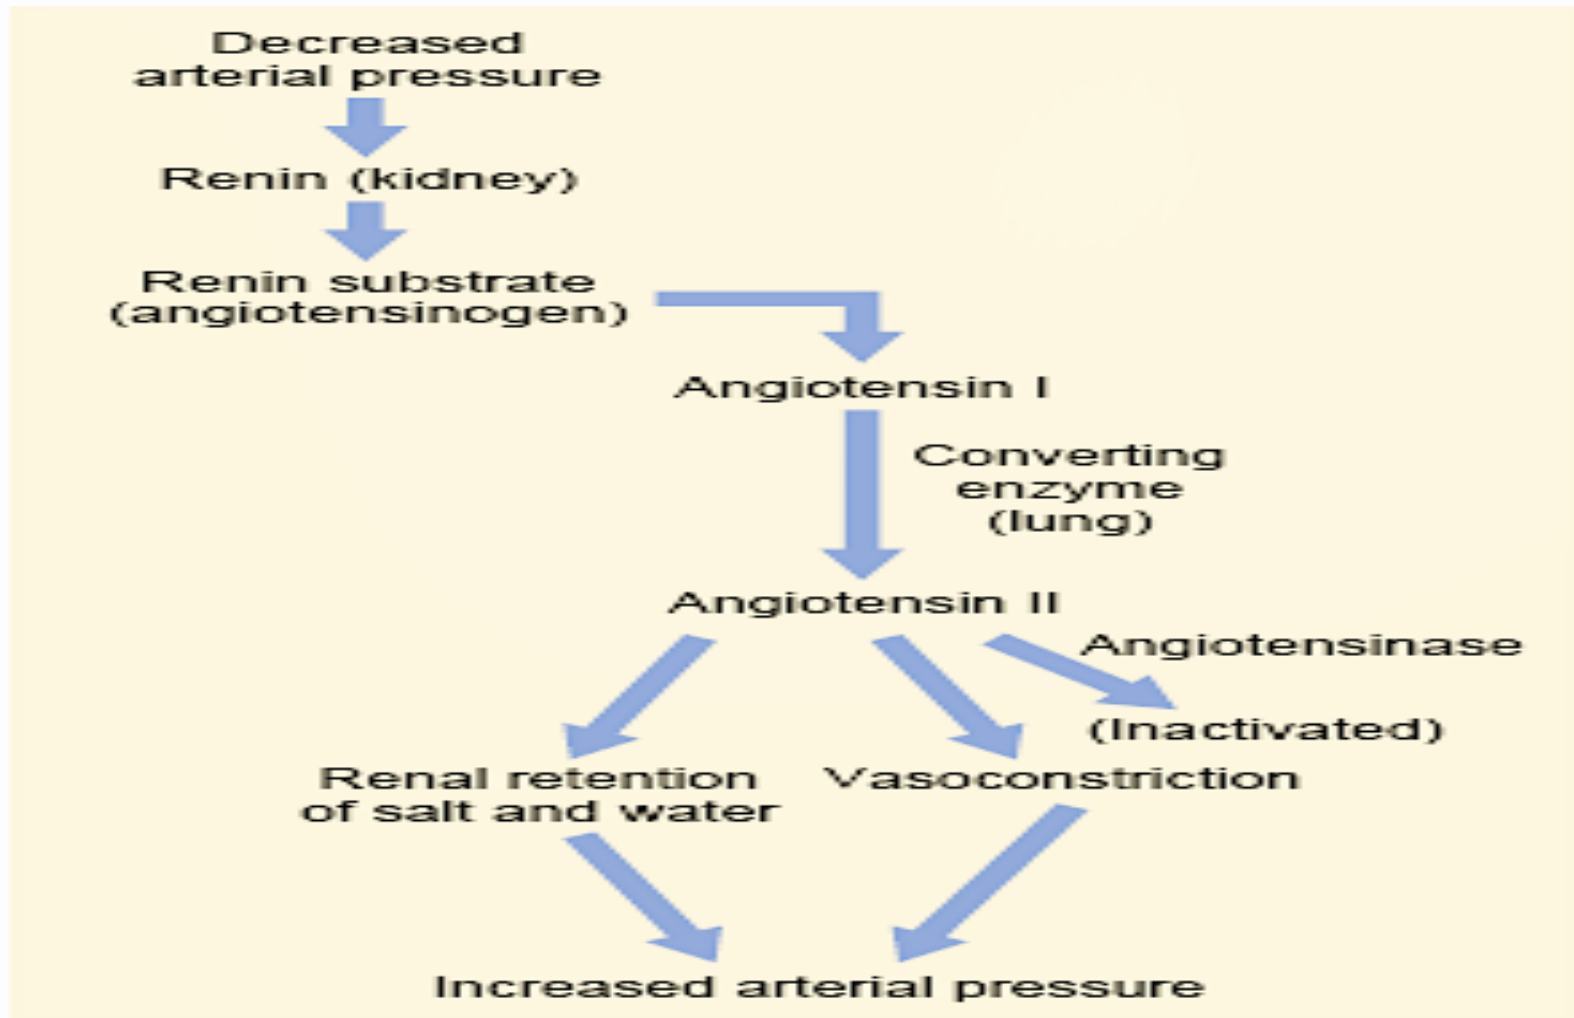 Decreased
arterial pressure
Renin (kidney)
Renin substrate
(angiotensinogen)
Angiotensin I
Converting
enzyme
(lung)
Angiotensin II
Angiotensinase
(Inactivated)
Renal retention
of salt and water
Vasoconstriction
Increased arterial pressure